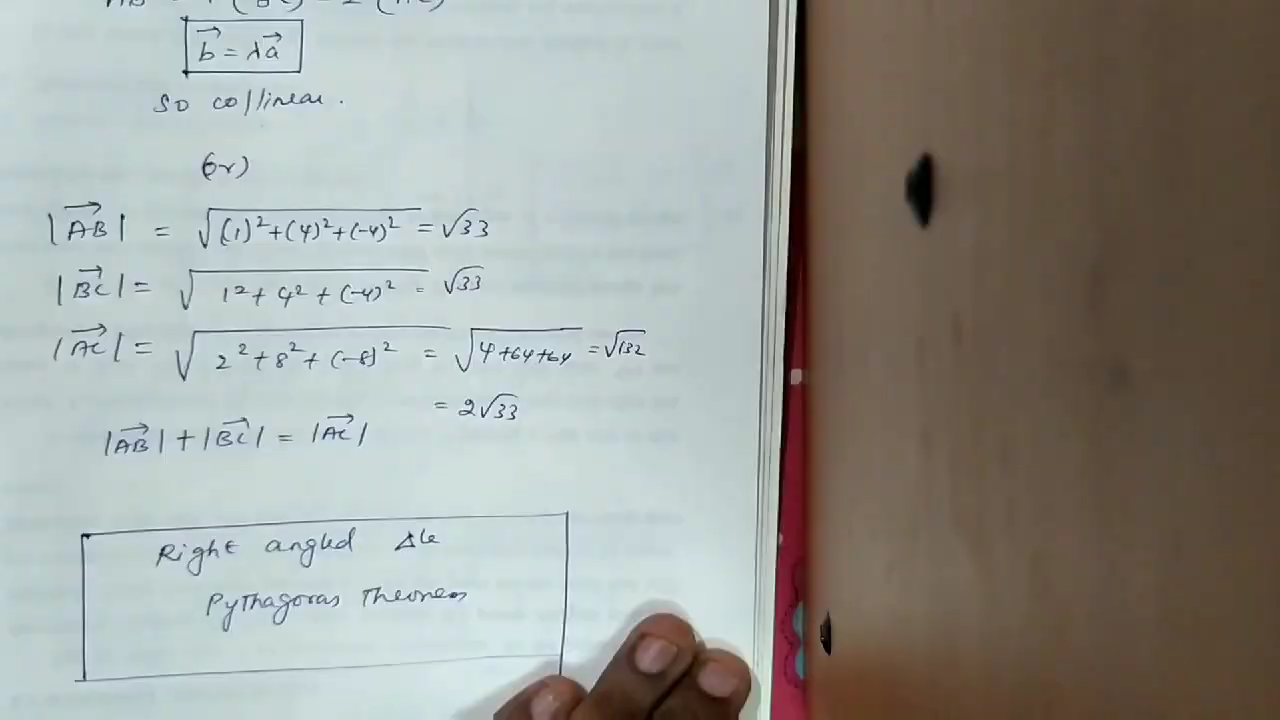 b⃗ = λa⃗
so collinear.
(or)
|AB⃗| = √(1)²+(4)²+(-4)² = √33
|BC⃗| = √1²+4²+(-4)² = √33
|AC⃗| = √2²+8²+(-8)² = √4+64+64 = √132
= 2√33
|AB⃗| + |BC⃗| = |AC⃗|
Right angled Δle
Pythagoras Theorem